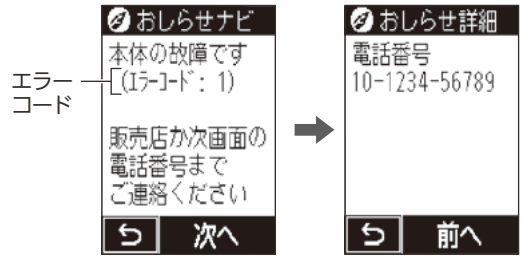 おしらせナビ
本体の故障です
(ｴﾗｰｺｰﾄﾞ: 1)
販売店か次画面の
電話番号まで
ご連絡ください
次へ
エラー
コード
おしらせ詳細
電話番号
10-1234-56789
前へ